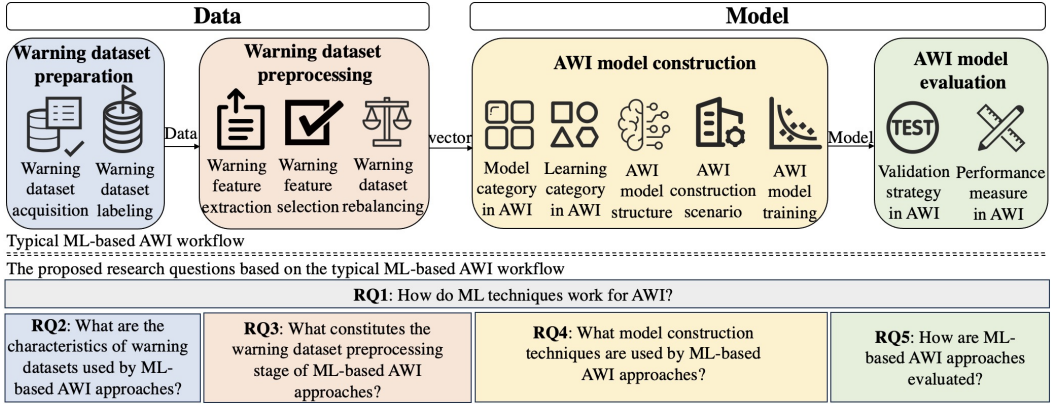 Data
Model
Warning dataset
preparation
Warning
dataset
acquisition
Warning
dataset
labeling
Data
Warning dataset
preprocessing
Warning
feature
extraction
Warning
feature
selection
Warning
dataset
rebalancing
vector
AWI model construction
Model
category
in AWI
Learning
category
in AWI
AWI
model
structure
AWI
construction
scenario
AWI
model
training
Model
AWI model
evaluation
TEST
Validation
strategy
in AWI
Performance
measure
in AWI
Typical ML-based AWI workflow
The proposed research questions based on the typical ML-based AWI workflow
RQ1: How do ML techniques work for AWI?
RQ2: What are the
characteristics of warning
datasets used by ML-
based AWI approaches?
RQ3: What constitutes the
warning dataset preprocessing
stage of ML-based AWI
approaches?
RQ4: What model construction
techniques are used by ML-based
AWI approaches?
RQ5: How are ML-
based AWI approaches
evaluated?